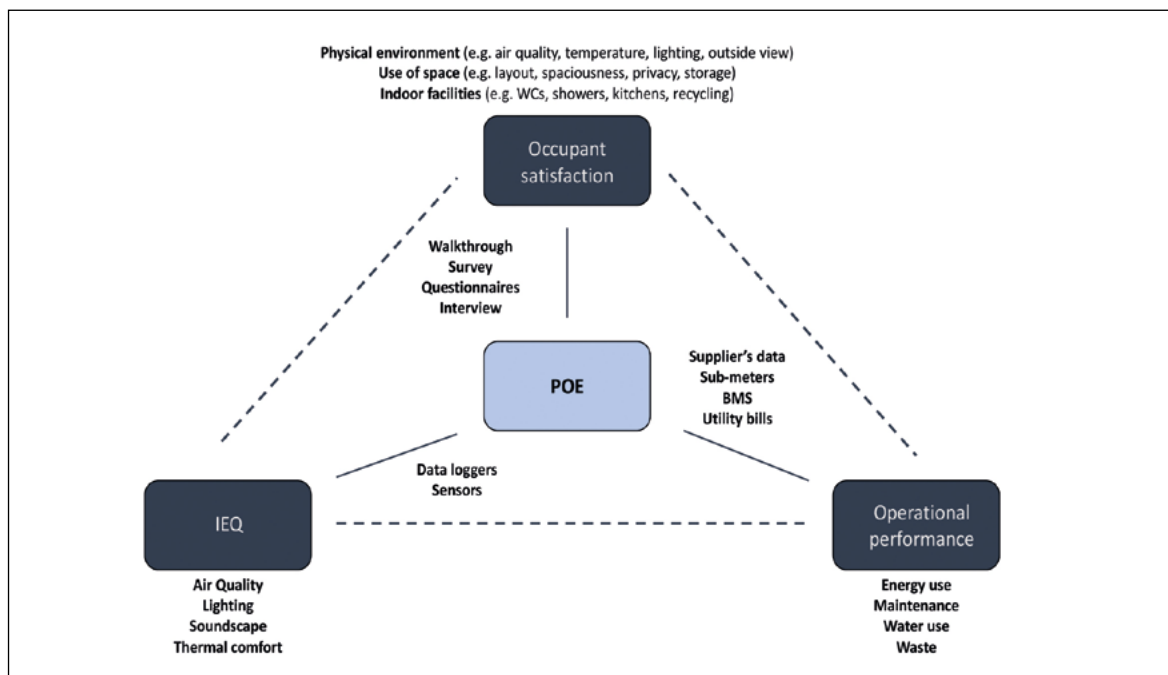 Physical environment (e.g. air quality, temperature, lighting, outside view)
Use of space (e.g. layout, spaciousness, privacy, storage)
Indoor facilities (e.g. WCs, showers, kitchens, recycling)
Occupant
satisfaction
Walkthrough
Survey
Questionnaires
Interview
POE
Supplier's data
Sub-meters
BMS
Utility bills
Data loggers
Sensors
IEQ
Air Quality
Lighting
Soundscape
Thermal comfort
Operational
performance
Energy use
Maintenance
Water use
Waste